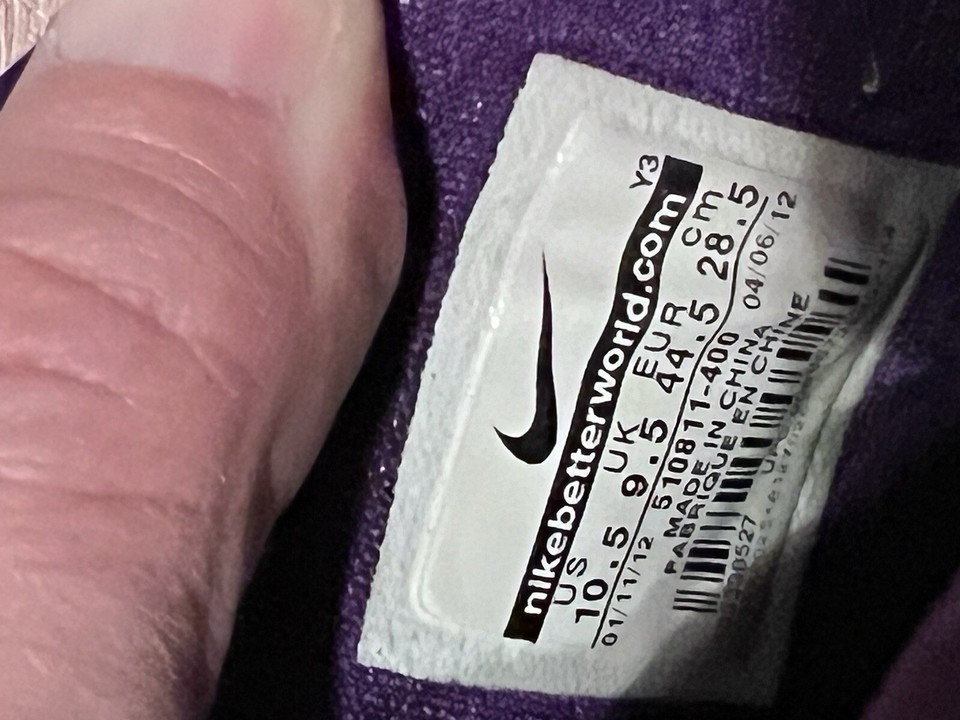 Y3
nikebetterworld.com
US UK EUR cm
10.5 9.5 44.5 28.5
01/11/12 510811-400 04/06/12
MADE IN CHINA
FABRIQUE EN CHINE